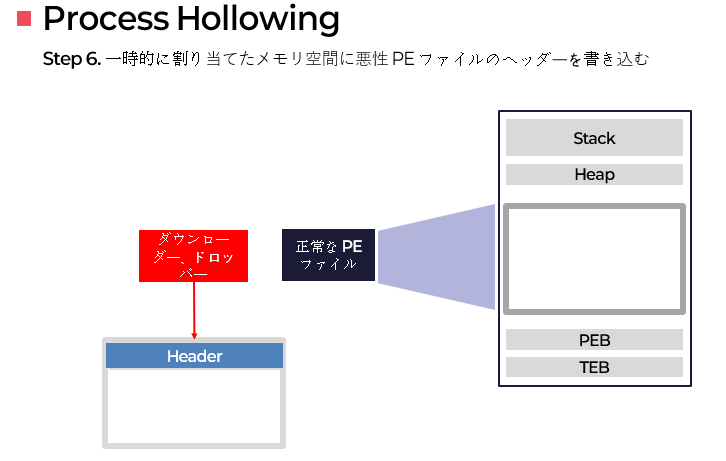 Process Hollowing
Step 6. 一時的に割り当てたメモリ空間に悪性 PE ファイルのヘッダーを書き込む
Stack
Heap
ダウンロー
ダー、ドロッ
パー
正常な PE
ファイル
PEB
TEB
Header